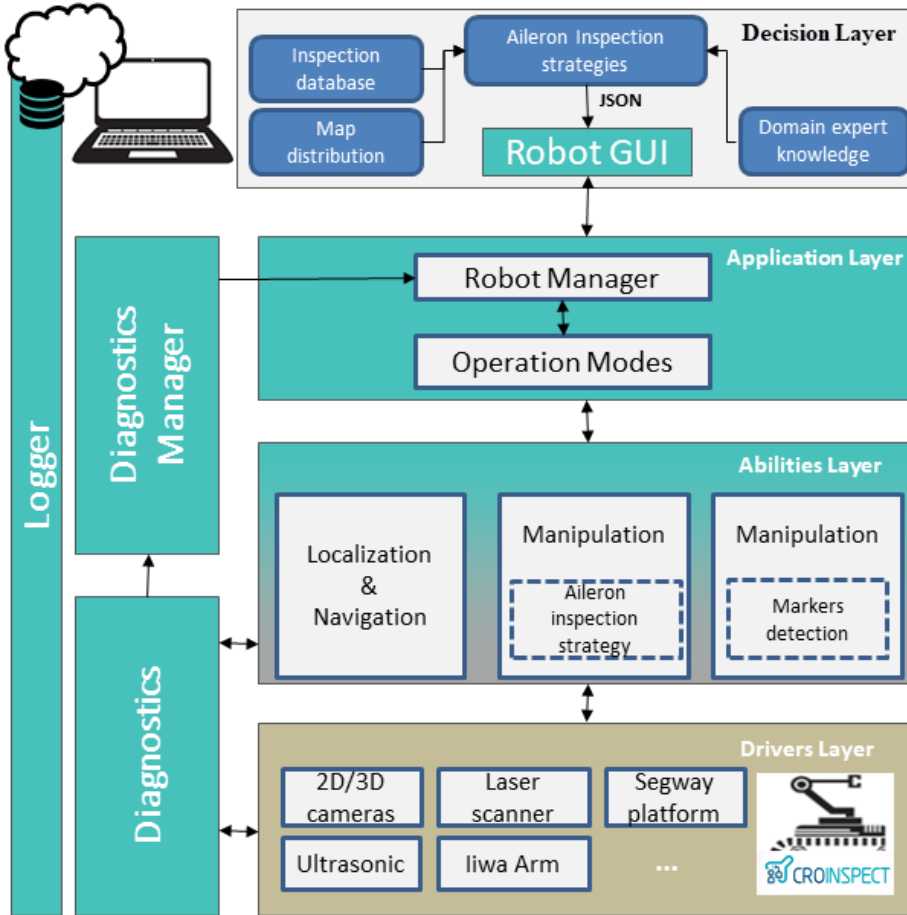 Decision Layer
Inspection
database
Map
distribution
Aileron Inspection
strategies
JSON
Robot GUI
Domain expert
knowledge
Logger
Diagnostics
Manager
Diagnostics
Application Layer
Robot Manager
Operation Modes
Abilities Layer
Localization
&
Navigation
Manipulation
Aileron
inspection
strategy
Manipulation
Markers
detection
Drivers Layer
2D/3D
cameras
Laser
scanner
Segway
platform
Ultrasonic
Iiwa Arm
...
CROINSPECT